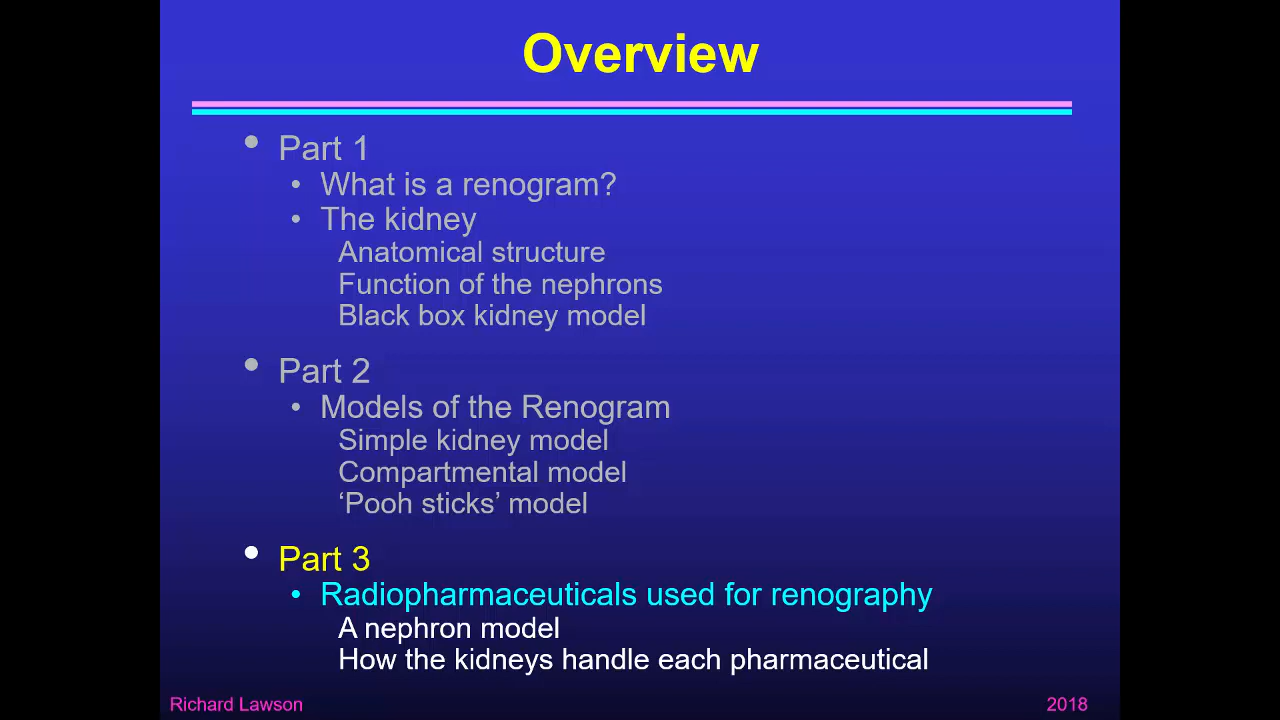 Overview
• Part 1
• What is a renogram?
• The kidney
Anatomical structure
Function of the nephrons
Black box kidney model
• Part 2
• Models of the Renogram
Simple kidney model
Compartmental model
‘Pooh sticks’ model
• Part 3
• Radiopharmaceuticals used for renography
A nephron model
How the kidneys handle each pharmaceutical
Richard Lawson
2018